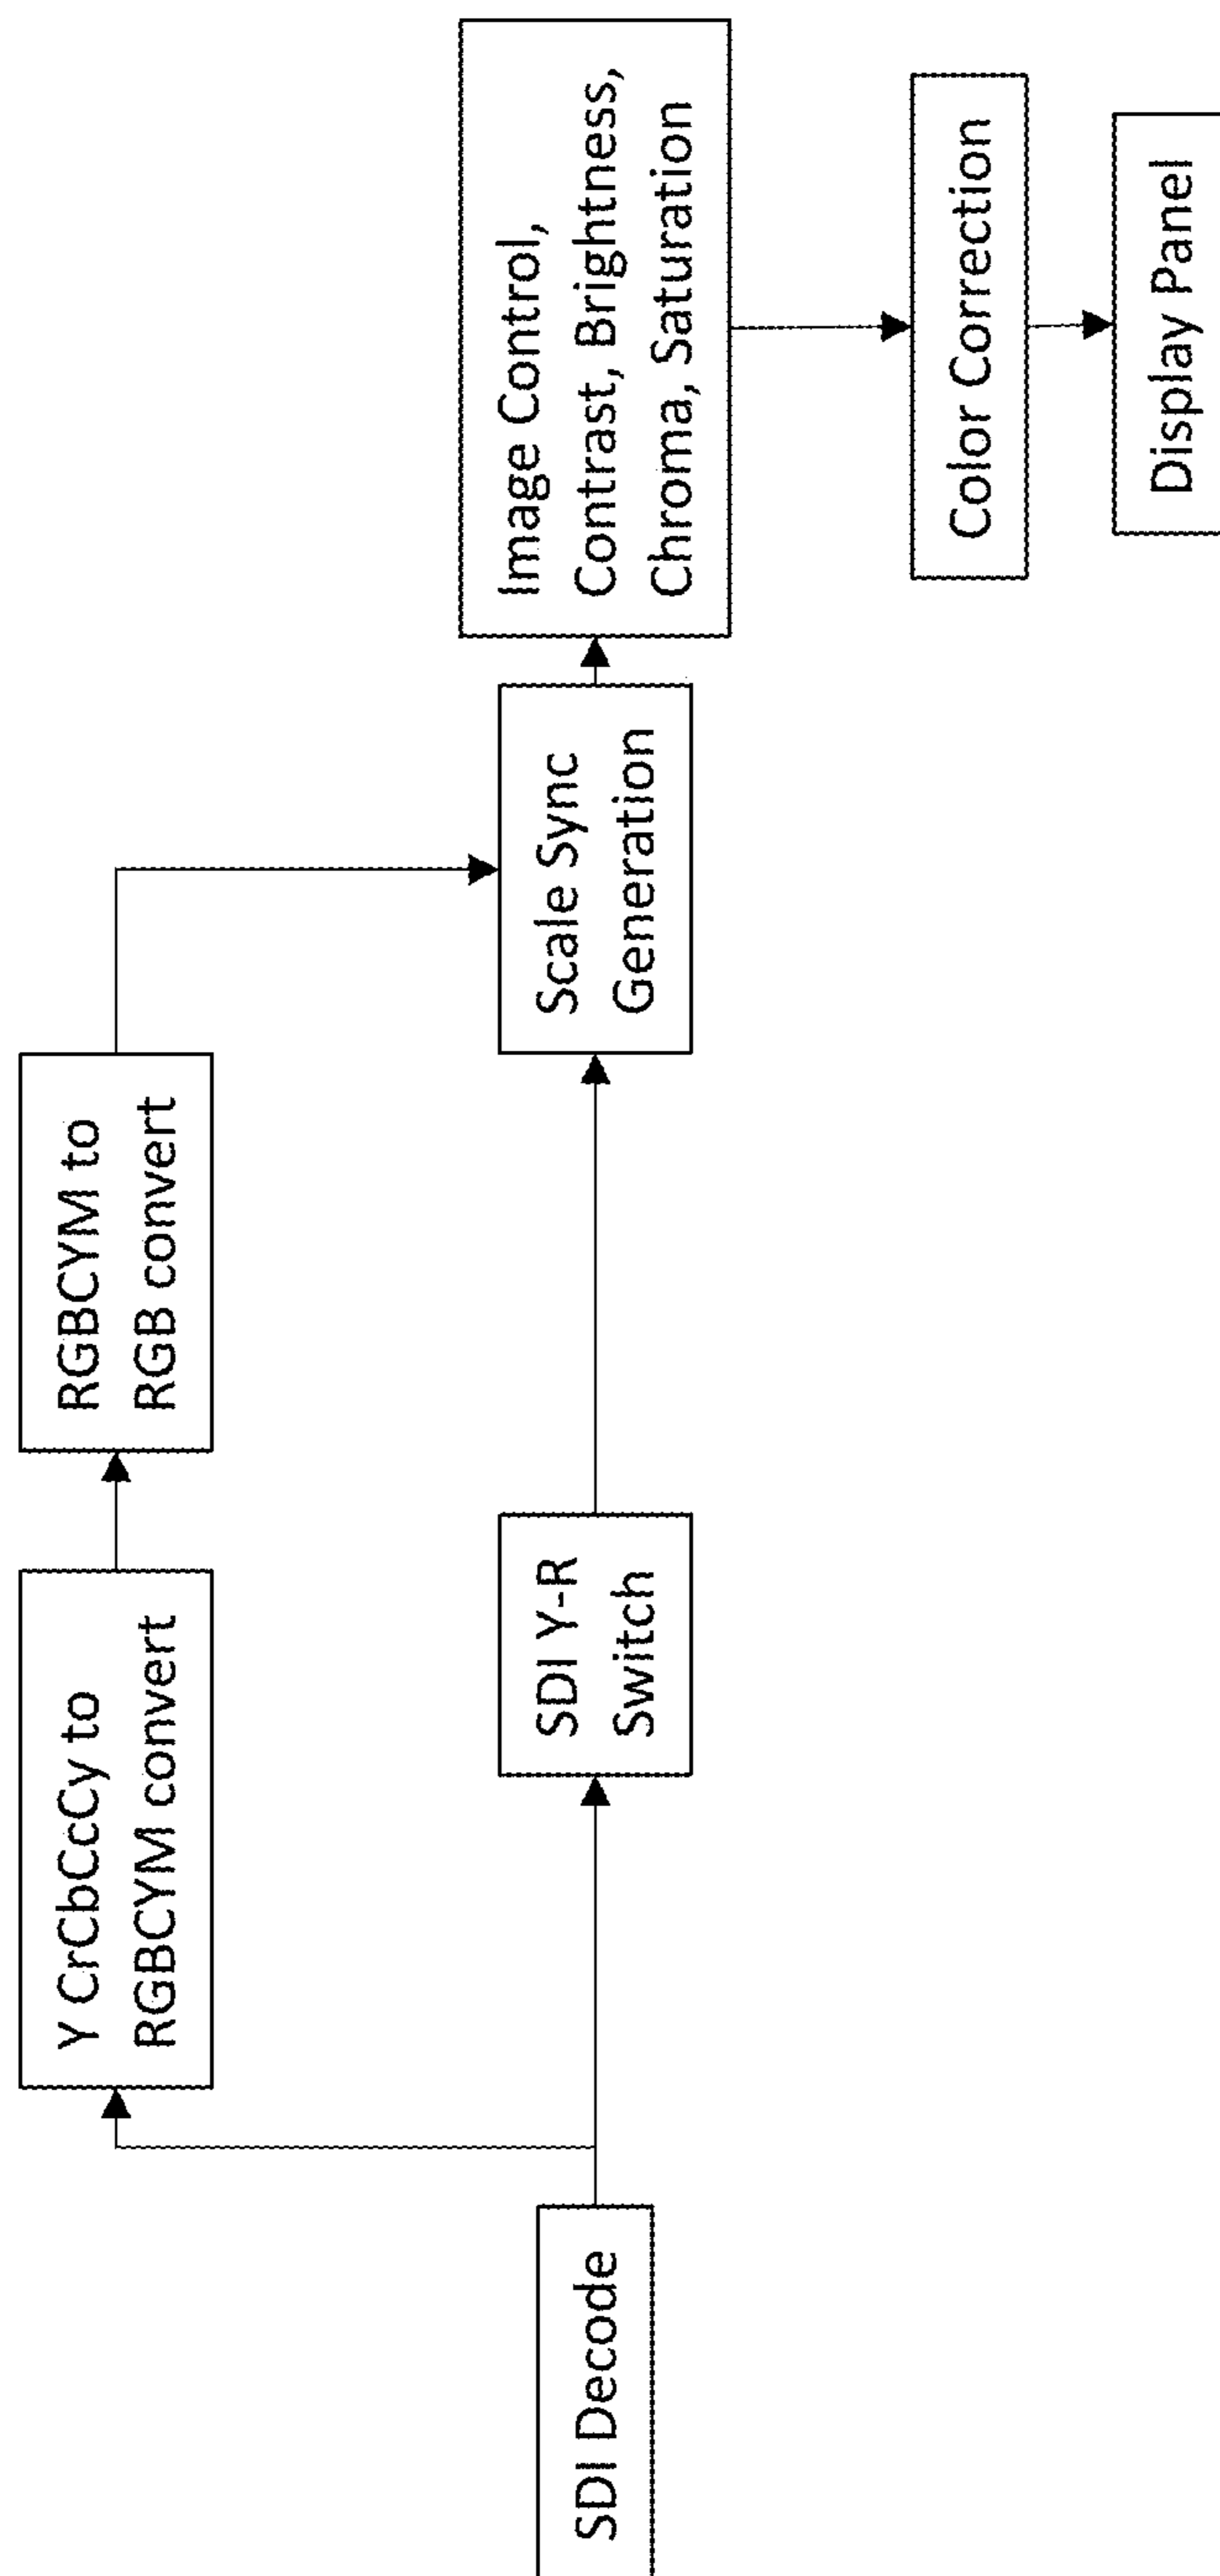 SDI Decode
Y CrCbCcCy to
RGBCYM convert
RGBCYM to
RGB convert
SDI Y-R
Switch
Scale Sync
Generation
Image Control,
Contrast, Brightness,
Chroma, Saturation
Color Correction
Display Panel